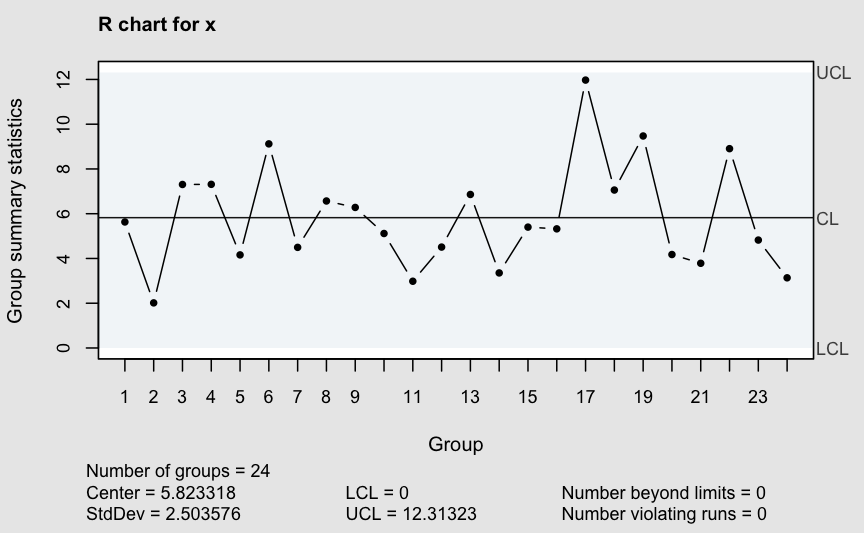 R chart for x
Group summary statistics
12
10
8
6
4
2
0
UCL
CL
LCL
1 2 3 4 5 6 7 8 9 11 13 15 17 19 21 23
Group
Number of groups = 24
Center = 5.823318 LCL = 0 Number beyond limits = 0
StdDev = 2.503576 UCL = 12.31323 Number violating runs = 0